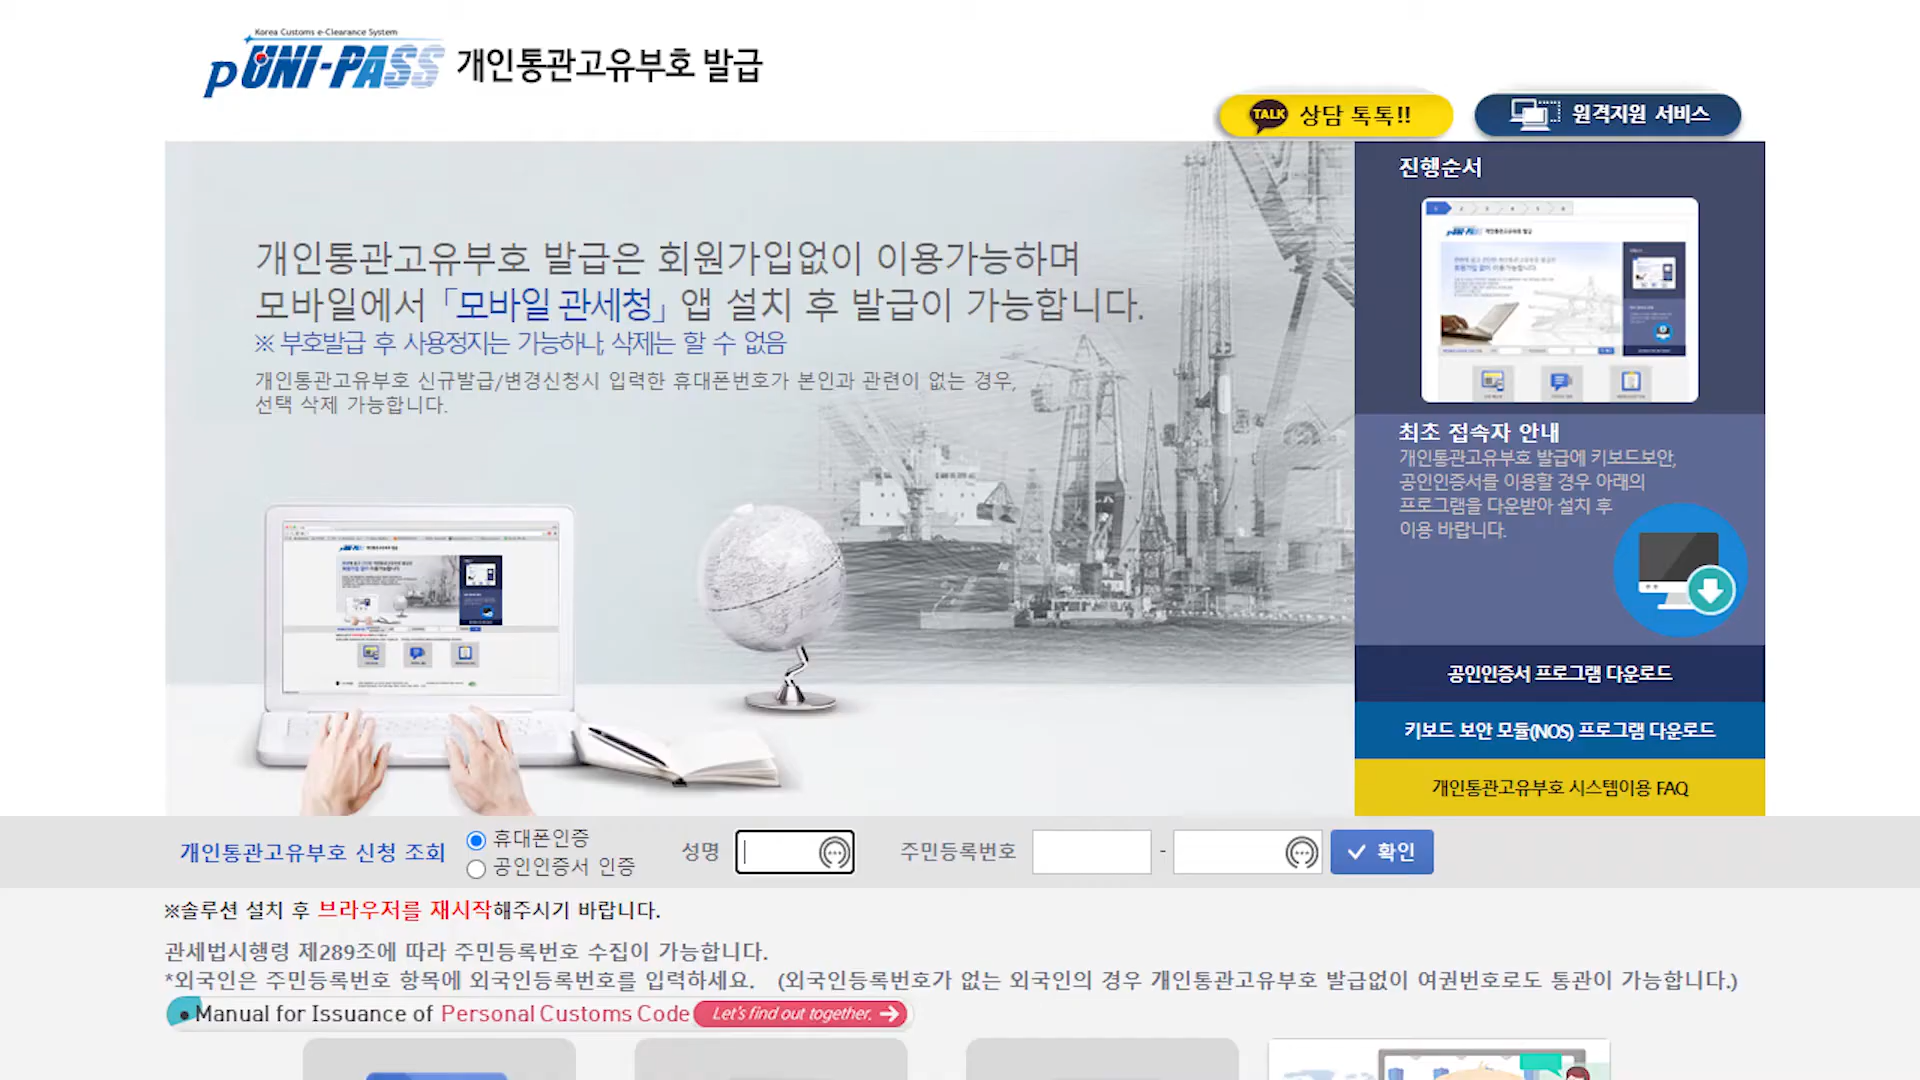 Korea Customs e-Clearance System
pUNI-PASS 개인통관고유부호 발급
TALK 상담 톡톡!!
원격지원 서비스
개인통관고유부호 발급은 회원가입없이 이용가능하며
모바일에서 「모바일 관세청」 앱 설치 후 발급이 가능합니다.
※ 부호발급 후 사용정지는 가능하나, 삭제는 할 수 없음
개인통관고유부호 신규발급/변경신청시 입력한 휴대폰번호가 본인과 관련이 없는 경우,
선택 삭제 가능합니다.
진행순서
최초 접속자 안내
개인통관고유부호 발급에 키보드보안,
공인인증서를 이용할 경우 아래의
프로그램을 다운받아 설치 후
이용 바랍니다.
공인인증서 프로그램 다운로드
키보드 보안 모듈(NOS) 프로그램 다운로드
개인통관고유부호 시스템이용 FAQ
개인통관고유부호 신청 조회
휴대폰인증
공인인증서 인증
성명
주민등록번호
-
확인
※솔루션 설치 후 브라우저를 재시작해주시기 바랍니다.
관세법시행령 제289조에 따라 주민등록번호 수집이 가능합니다.
*외국인은 주민등록번호 항목에 외국인등록번호를 입력하세요. (외국인등록번호가 없는 외국인의 경우 개인통관고유부호 발급없이 여권번호로도 통관이 가능합니다.)
Manual for Issuance of Personal Customs Code Let's find out together.